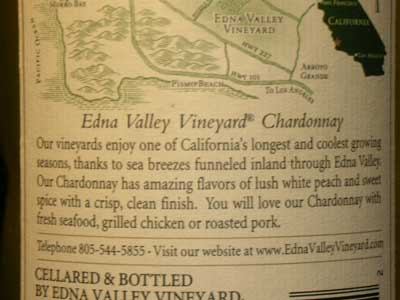 MORRO BAY
SAN FRANCISCO
EDNA VALLEY
VINEYARD
CALIFORNIA
PACIFIC OCEAN
HWY 227
HWY 101
ARROYO
GRANDE
PISMO BEACH
TO LOS ANGELES
Edna Valley Vineyard® Chardonnay
Our vineyards enjoy one of California's longest and coolest growing
seasons, thanks to sea breezes funneled inland through Edna Valley.
Our Chardonnay has amazing flavors of lush white peach and sweet
spice with a crisp, clean finish. You will love our Chardonnay with
fresh seafood, grilled chicken or roasted pork.
Telephone 805-544-5855 - Visit our website at www.EdnaValleyVineyard.com
CELLARED & BOTTLED
BY EDNA VALLEY VINEYARD,
2